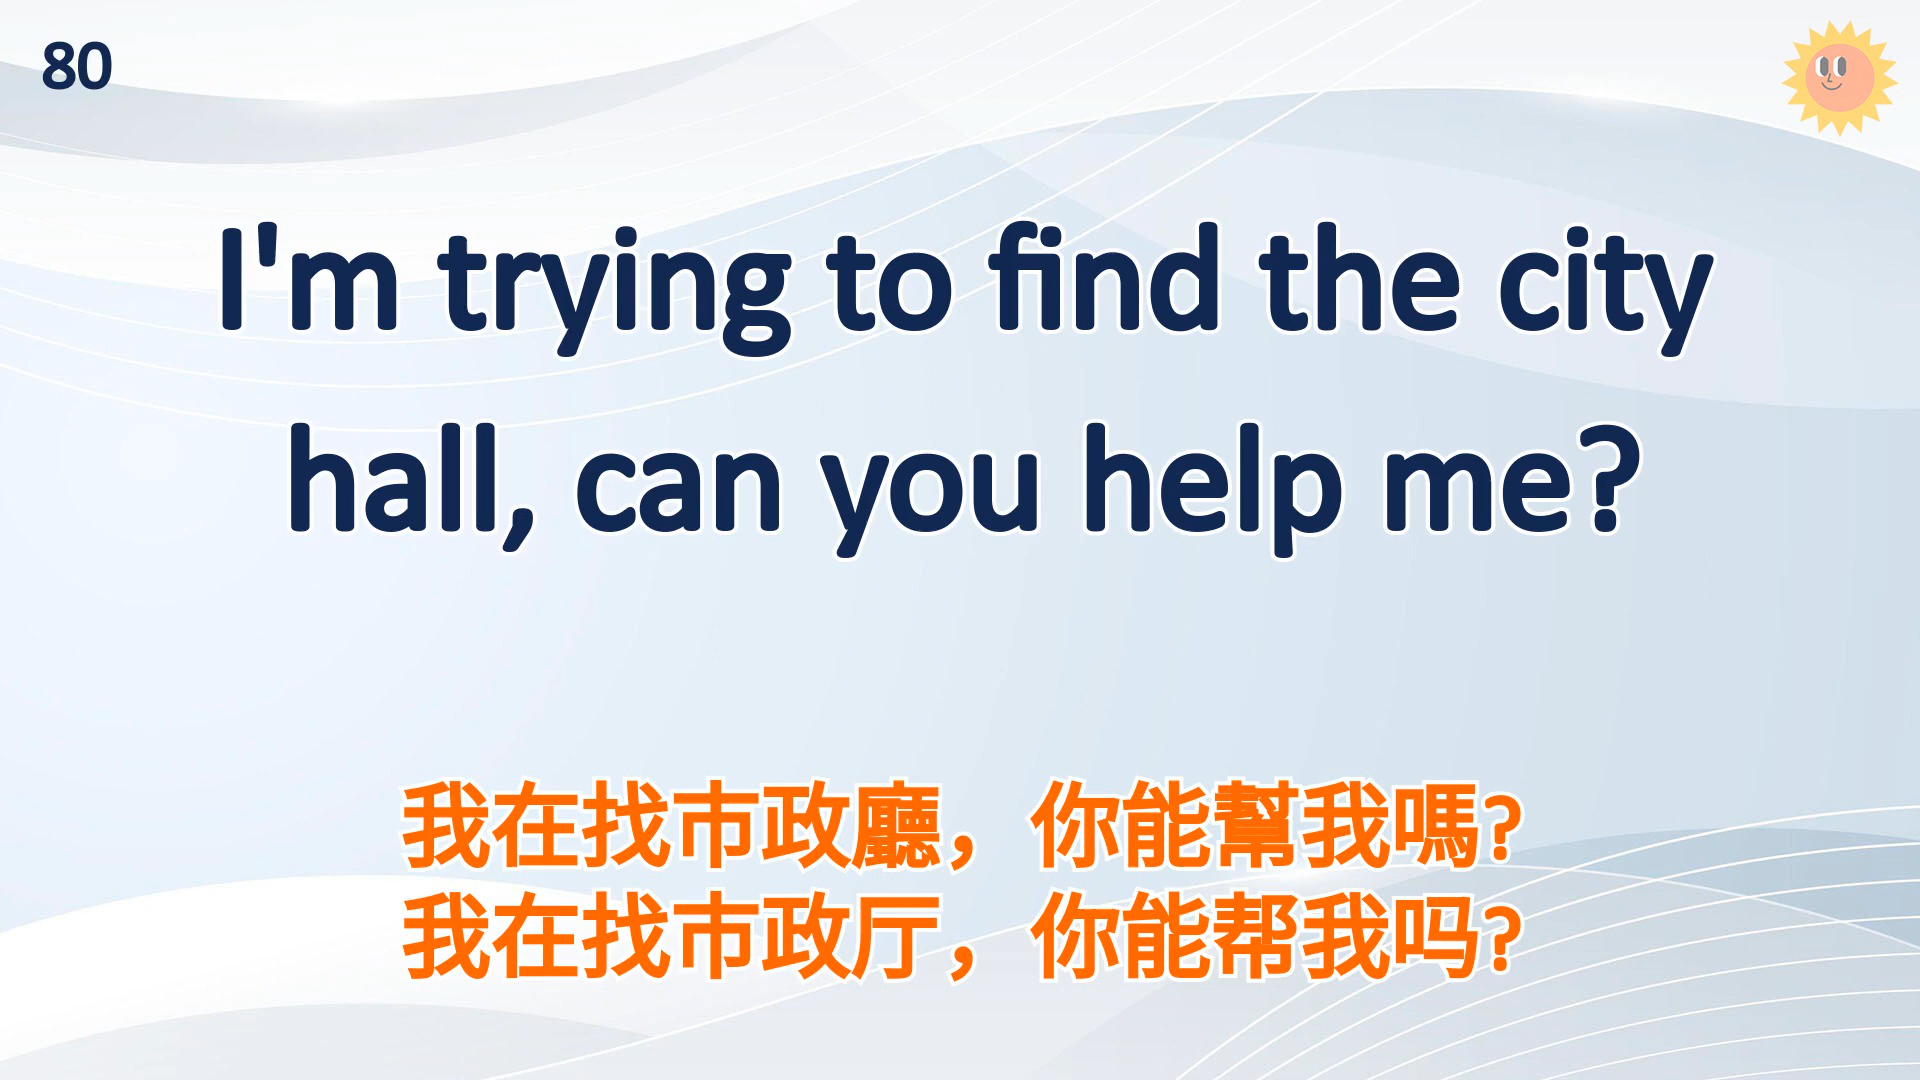 80
I'm trying to find the city
hall, can you help me?
我在找市政廳，你能幫我嗎?
我在找市政厅，你能帮我吗?